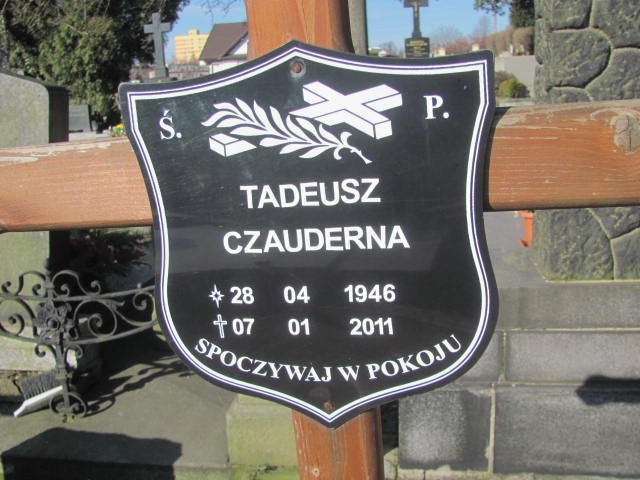 Ś. P.
TADEUSZ
CZAUDERNA
28 04 1946
07 01 2011
SPOCZYWAJ W POKOJU